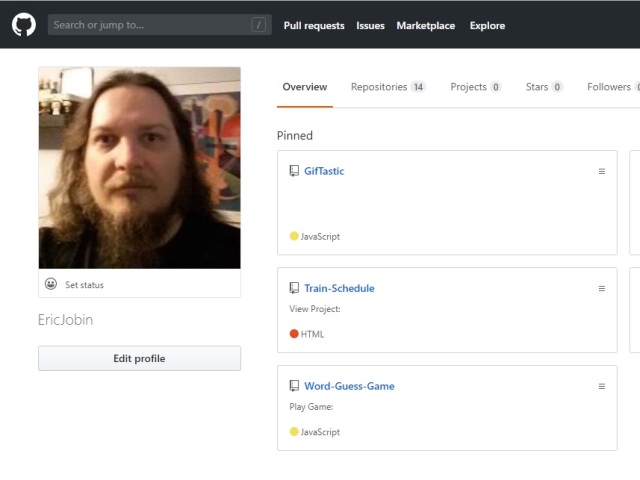 Search or jump to...
/
Pull requests
Issues
Marketplace
Explore
Overview
Repositories 14
Projects 0
Stars 0
Followers
Set status
EricJobin
Edit profile
Pinned
GifTastic
JavaScript
Train-Schedule
View Project:
HTML
Word-Guess-Game
Play Game:
JavaScript